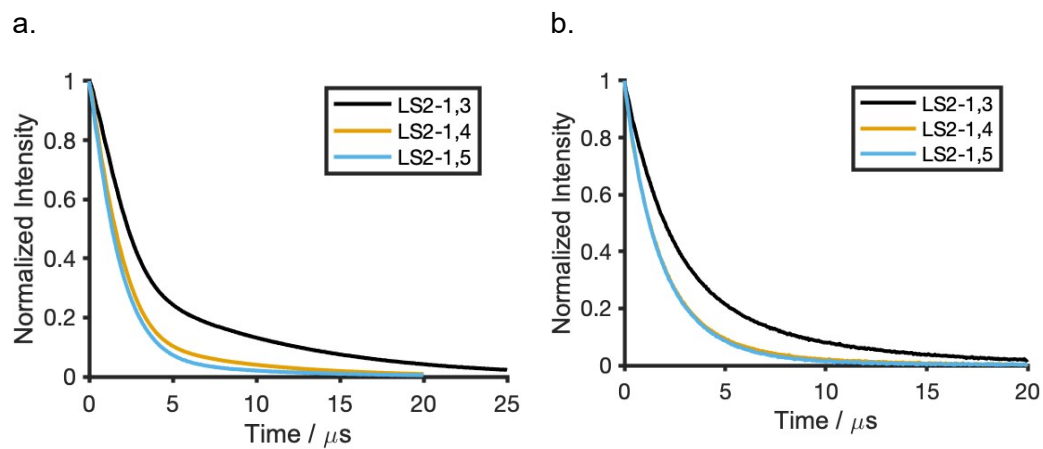 a.
1
0.8
0.6
0.4
0.2
0
Normalized Intensity
LS2-1,3
LS2-1,4
LS2-1,5
0 5 10 15 20 25
Time / μs
b.
1
0.8
0.6
0.4
0.2
0
Normalized Intensity
LS2-1,3
LS2-1,4
LS2-1,5
0 5 10 15 20
Time / μs